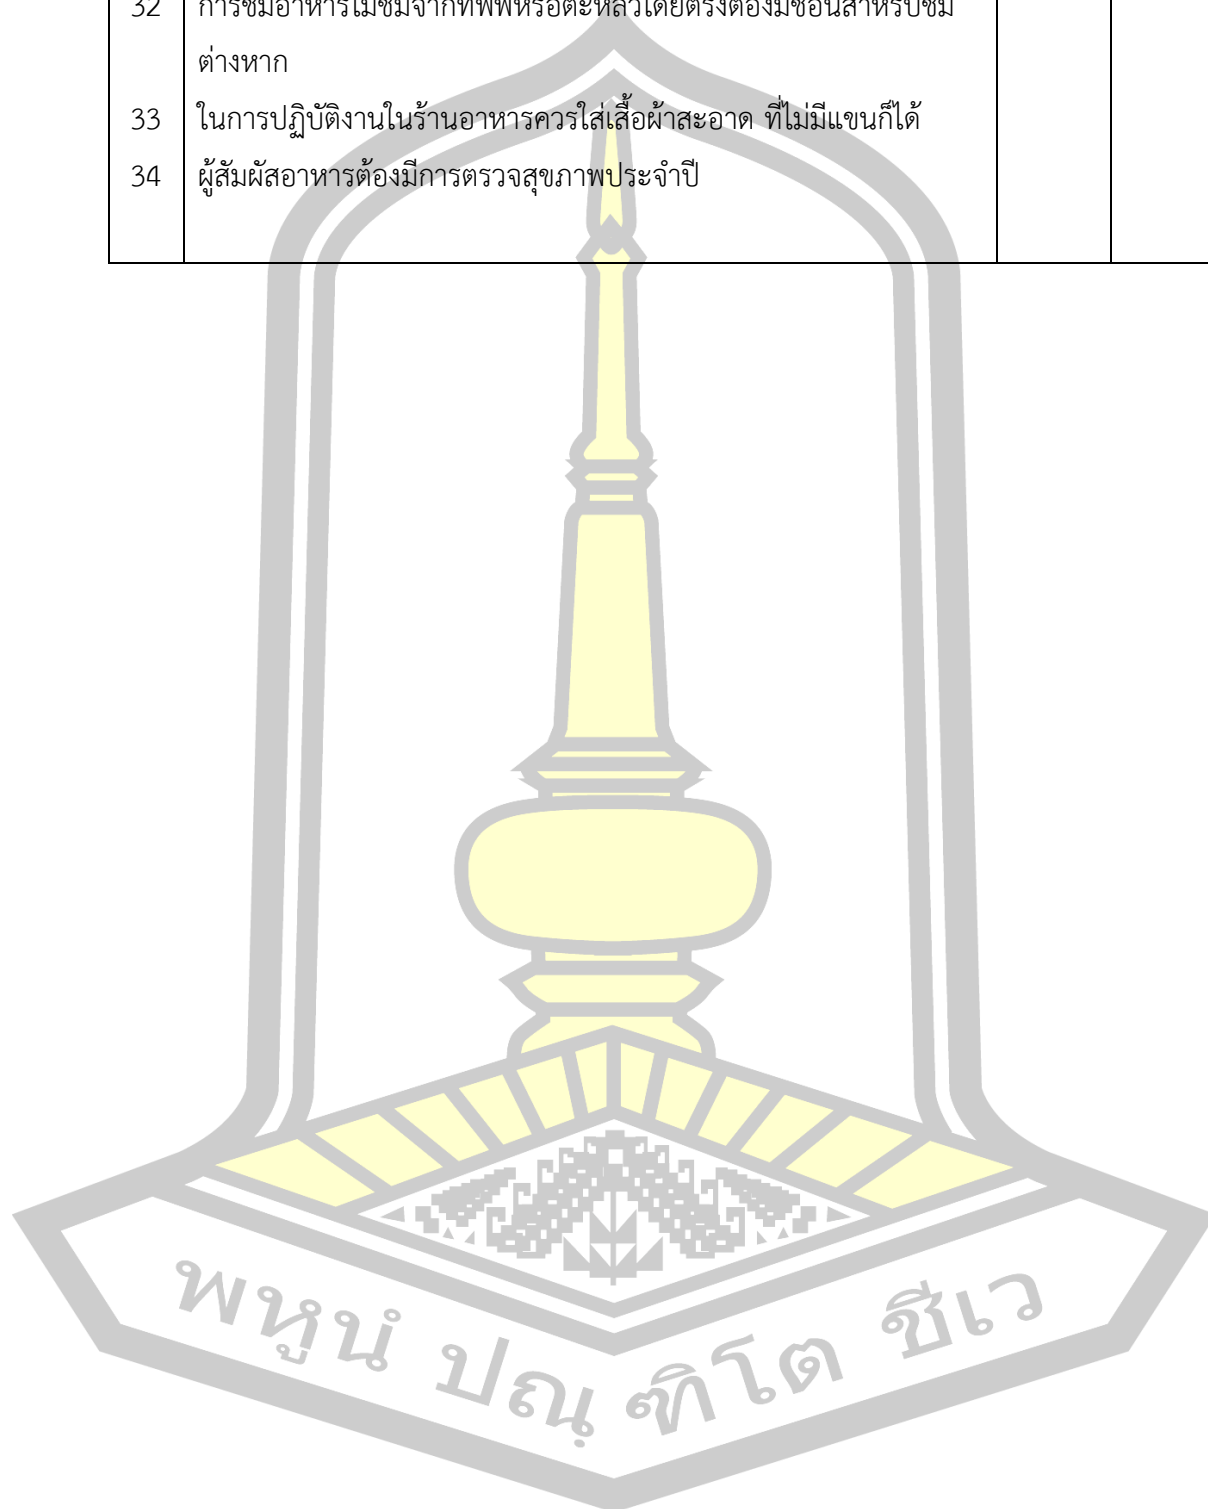 32 การชิมอาหารไม่ชิมจากทัพพีหรือตะหลิวโดยตรงต้องมีช้อนสำหรับชิม
ต่างหาก
33 ในการปฏิบัติงานในร้านอาหารควรใส่เสื้อผ้าสะอาด ที่ไม่มีแขนก็ได้
34 ผู้สัมผัสอาหารต้องมีการตรวจสุขภาพประจำปี
พหูนํ ปณฺฑิโต ชีเว